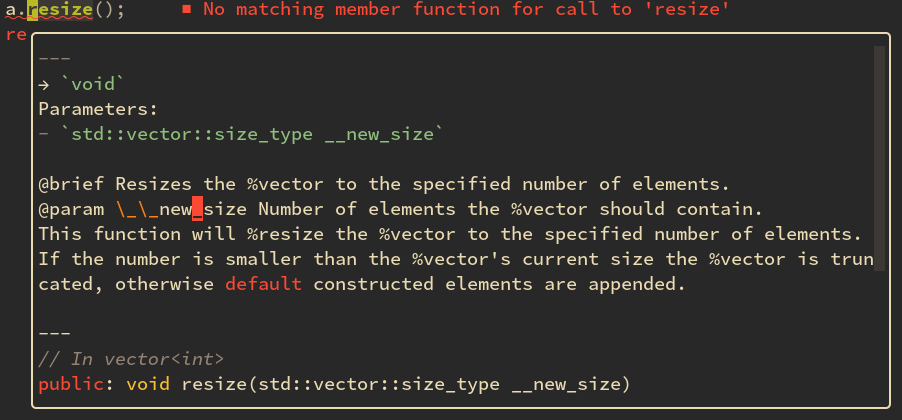 a.resize();     ■ No matching member function for call to 'resize'
re
---
→ `void`
Parameters:
- `std::vector::size_type __new_size`
@brief Resizes the %vector to the specified number of elements.
@param \_\_new_size Number of elements the %vector should contain.
This function will %resize the %vector to the specified number of elements.
If the number is smaller than the %vector's current size the %vector is trun
cated, otherwise default constructed elements are appended.
---
// In vector<int>
public: void resize(std::vector::size_type __new_size)